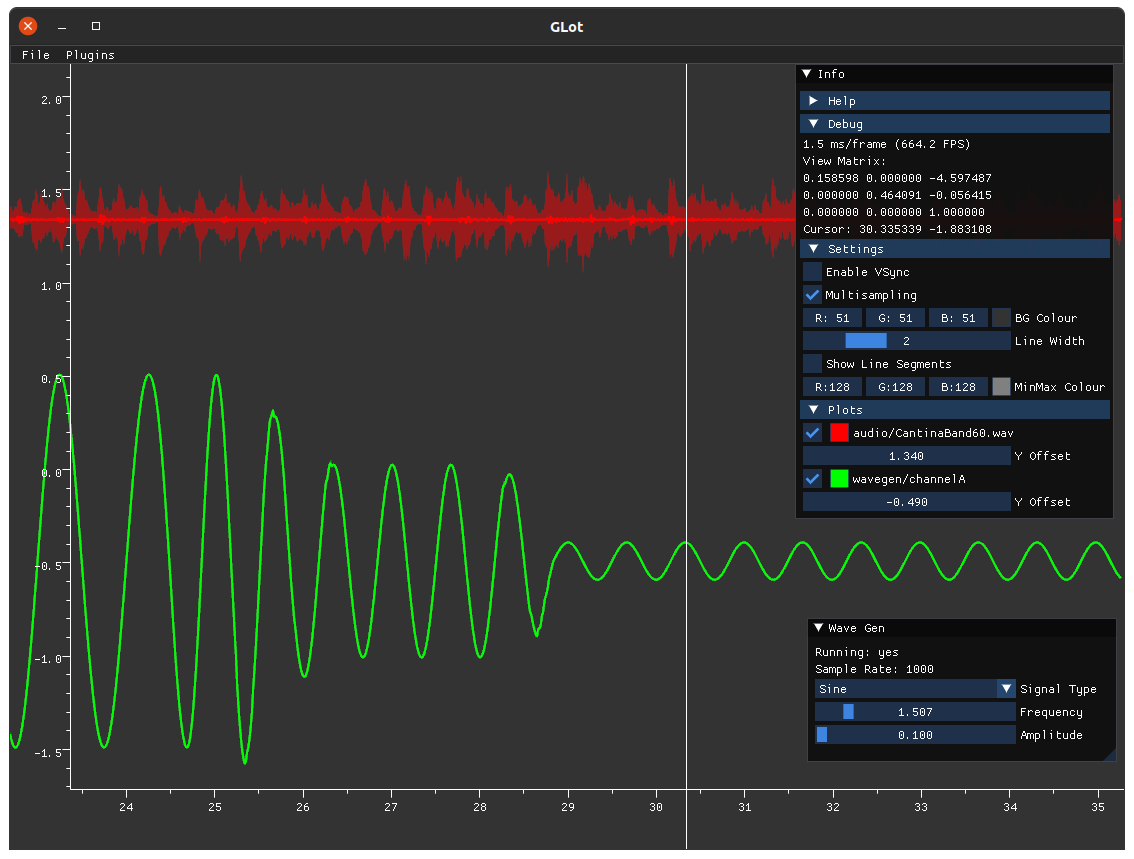 GLot
File Plugins
2.0
1.5
1.0
0.5
0.0
-0.5
-1.0
-1.5
24 25 26 27 28 29 30 31 32 33 34 35
Info
Help
Debug
1.5 ms/frame (664.2 FPS)
View Matrix:
0.158598 0.000000 -4.597487
0.000000 0.464091 -0.056415
0.000000 0.000000 1.000000
Cursor: 30.335339 -1.883108
Settings
Enable VSync
Multisampling
R: 51 G: 51 B: 51 BG Colour
2 Line Width
Show Line Segments
R:128 G:128 B:128 MinMax Colour
Plots
audio/CantinaBand60.wav
1.340 Y Offset
wavegen/channelA
-0.490 Y Offset
Wave Gen
Running: yes
Sample Rate: 1000
Sine Signal Type
1.507 Frequency
0.100 Amplitude